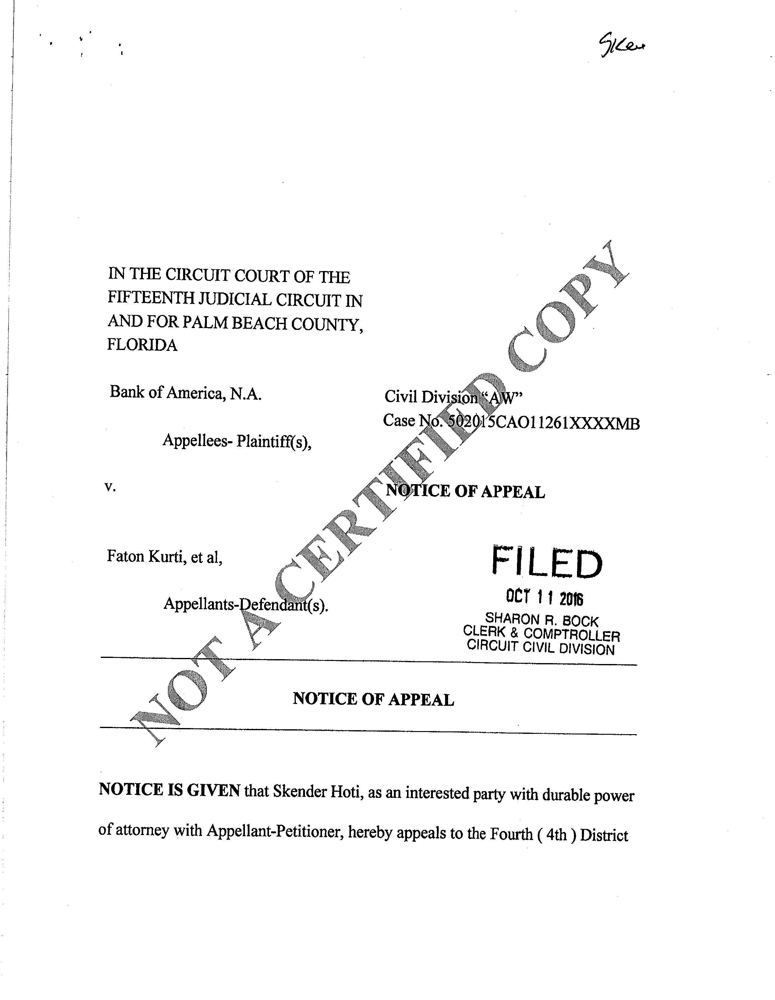 IN THE CIRCUIT COURT OF THE
FIFTEENTH JUDICIAL CIRCUIT IN
AND FOR PALM BEACH COUNTY,
FLORIDA
Bank of America, N.A.
Civil Division "AW"
Case No. 502015CAO11261XXXXMB
Appellees- Plaintiff(s),
v.
NOTICE OF APPEAL
Faton Kurti, et al,
Appellants-Defendant(s).
FILED
OCT 11 2016
SHARON R. BOCK
CLERK & COMPTROLLER
CIRCUIT CIVIL DIVISION
NOTICE OF APPEAL
NOTICE IS GIVEN that Skender Hoti, as an interested party with durable power
of attorney with Appellant-Petitioner, hereby appeals to the Fourth ( 4th ) District
NOT A CERTIFIED COPY